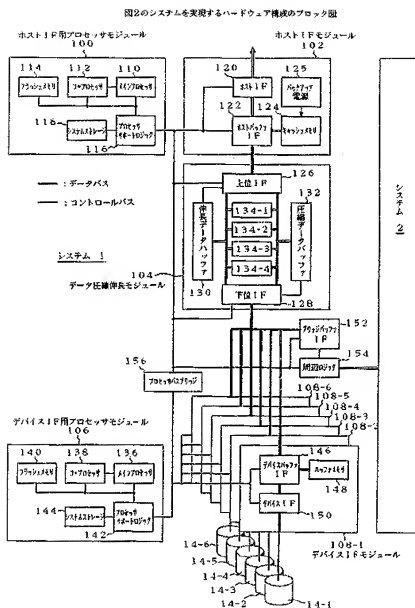 図2のシステムを実現するハードウェア構成のブロック図
ホストIF用プロセッサモジュール
100
114
112
110
フラッシュメモリ
コプロセッサ
メインプロセッサ
118
システムストレージ
プロセッサ
サポートロジック
116
ホストIFモジュール
102
120
ホストIF
125
バックアップ
電源
122
ホストバッファIF
124
キャッシュメモリ
━━:データバス
──:コントロールバス
システム 1
104
データ圧縮伸長モジュール
上位IF
126
伸長データバッファ
130
134-1
134-2
134-3
134-4
132
圧縮データバッファ
下位IF
128
システム 2
ブリッジバッファ
IF
152
周辺ロジック
154
156
プロセッサバスブリッジ
デバイスIF用プロセッサモジュール
106
140
138
136
フラッシュメモリ
コプロセッサ
メインプロセッサ
144
システムストレージ
プロセッサ
サポートロジック
142
108-6
108-5
108-4
108-3
108-2
146
デバイスバッファ
IF
バッファメモリ
148
デバイスIF
150
108-1
デバイスIFモジュール
14-6
14-5
14-4
14-3
14-2
14-1